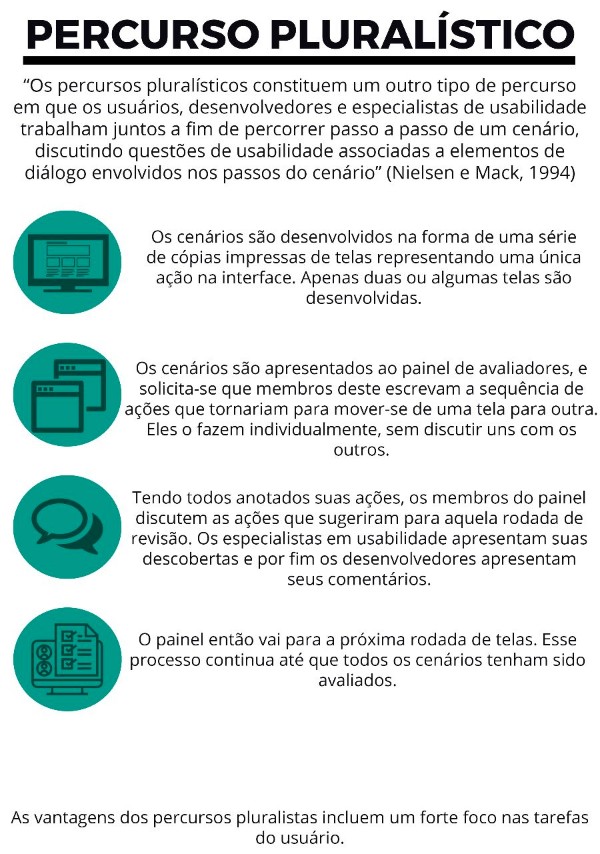 PERCURSO PLURALÍSTICO
“Os percursos pluralísticos constituem um outro tipo de percurso
em que os usuários, desenvolvedores e especialistas de usabilidade
trabalham juntos a fim de percorrer passo a passo de um cenário,
discutindo questões de usabilidade associadas a elementos de
diálogo envolvidos nos passos do cenário” (Nielsen e Mack, 1994)
Os cenários são desenvolvidos na forma de uma série
de cópias impressas de telas representando uma única
ação na interface. Apenas duas ou algumas telas são
desenvolvidas.
Os cenários são apresentados ao painel de avaliadores, e
solicita-se que membros deste escrevam a sequência de
ações que tornariam para mover-se de uma tela para outra.
Eles o fazem individualmente, sem discutir uns com os
outros.
Tendo todos anotados suas ações, os membros do painel
discutem as ações que sugeriram para aquela rodada de
revisão. Os especialistas em usabilidade apresentam suas
descobertas e por fim os desenvolvedores apresentam
seus comentários.
O painel então vai para a próxima rodada de telas. Esse
processo continua até que todos os cenários tenham sido
avaliados.
As vantagens dos percursos pluralistas incluem um forte foco nas tarefas
do usuário.